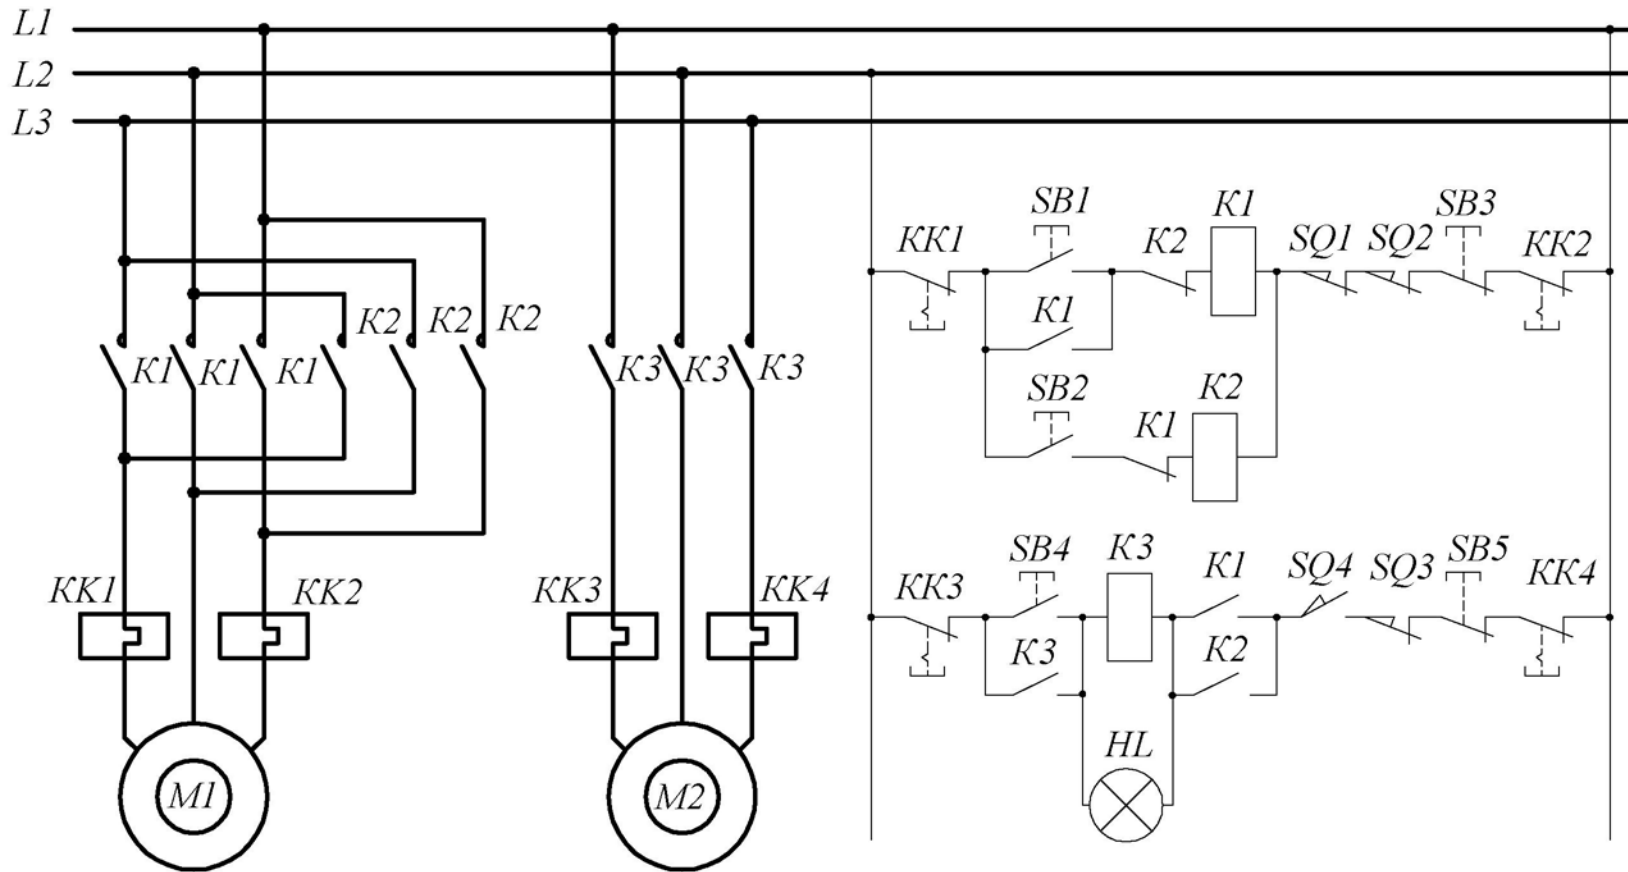 L1
L2
L3
SB1 K1 SB3
KK1 K2 SQ1 SQ2 KK2
K1
K2 K2 K2
K1 K1 K1 K3 K3 K3
SB2 K2
K1
SB4 K3 SB5
KK3 K1 SQ4 SQ3 KK4
KK1 KK2 KK3 KK4
K3 K2
HL
M1 M2